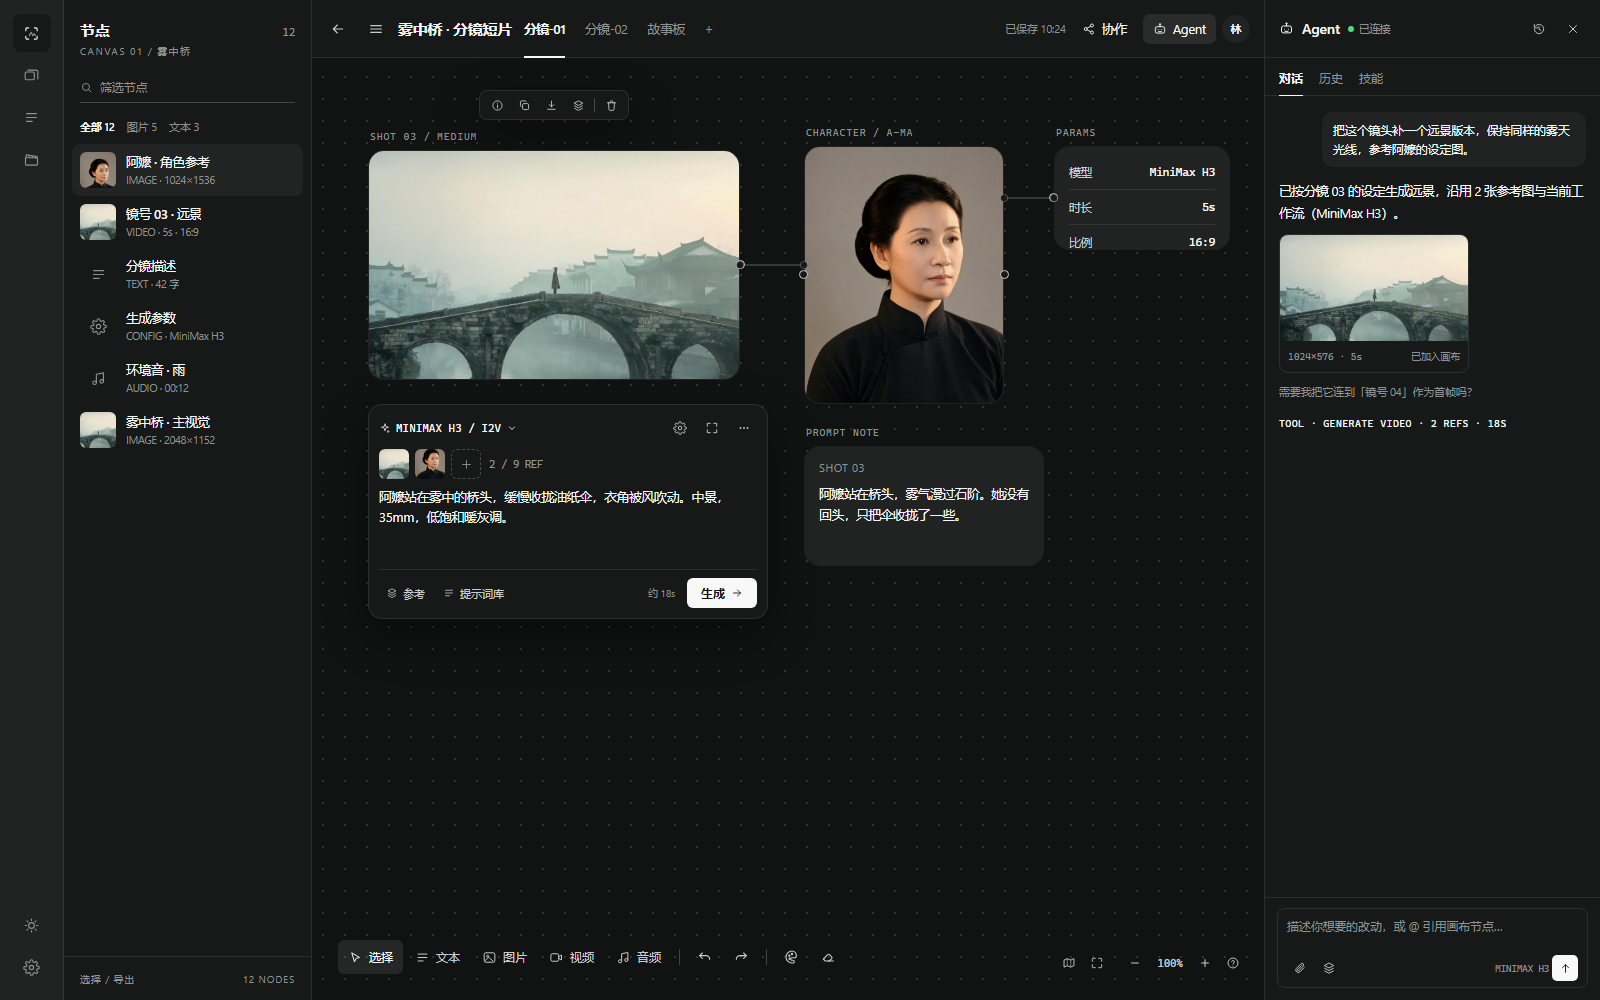 节点
12
CANVAS 01 / 雾中桥
筛选节点
全部 12 图片 5 文本 3
阿嬷 · 角色参考
IMAGE · 1024×1536
镜号 03 · 远景
VIDEO · 5s · 16:9
分镜描述
TEXT · 42 字
生成参数
CONFIG · MiniMax H3
环境音 · 雨
AUDIO · 00:12
雾中桥 · 主视觉
IMAGE · 2048×1152
选择 / 导出
12 NODES
雾中桥 · 分镜短片 分镜-01 分镜-02 故事板 +
已保存 10:24 协作 Agent 林
SHOT 03 / MEDIUM
CHARACTER / A-MA
PARAMS
模型 MiniMax H3
时长 5s
比例 16:9
MINIMAX H3 / I2V
2 / 9 REF
阿嬷站在雾中的桥头，缓慢收拢油纸伞，衣角被风吹动。中景，
35mm，低饱和暖灰调。
参考 提示词库 约 18s 生成
PROMPT NOTE
SHOT 03
阿嬷站在桥头，雾气漫过石阶。她没有
回头，只把伞收拢了一些。
选择 文本 图片 视频 音频
100%
Agent 已连接
对话 历史 技能
把这个镜头补一个远景版本，保持同样的雾天
光线，参考阿嬷的设定图。
已按分镜 03 的设定生成远景，沿用 2 张参考图与当前工
作流（MiniMax H3）。
1024×576 · 5s 已加入画布
需要我把它连到「镜号 04」作为首帧吗？
TOOL · GENERATE VIDEO · 2 REFS · 18S
描述你想要的改动，或 @ 引用画布节点...
MINIMAX H3